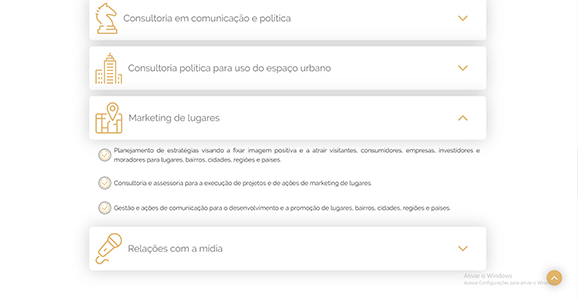 Consultoria em comunicação e política
Consultoria política para uso do espaço urbano
Marketing de lugares
Planejamento de estratégias visando a fixar imagem positiva e a atrair visitantes, consumidores, empresas, investidores e
moradores para lugares, bairros, cidades, regiões e países.
Consultoria e assessoria para a execução de projetos e de ações de marketing de lugares.
Gestão e ações de comunicação para o desenvolvimento e a promoção de lugares, bairros, cidades, regiões e países.
Relações com a mídia
Ativar o Windows
Acesse Configurações para ativar o Windows.